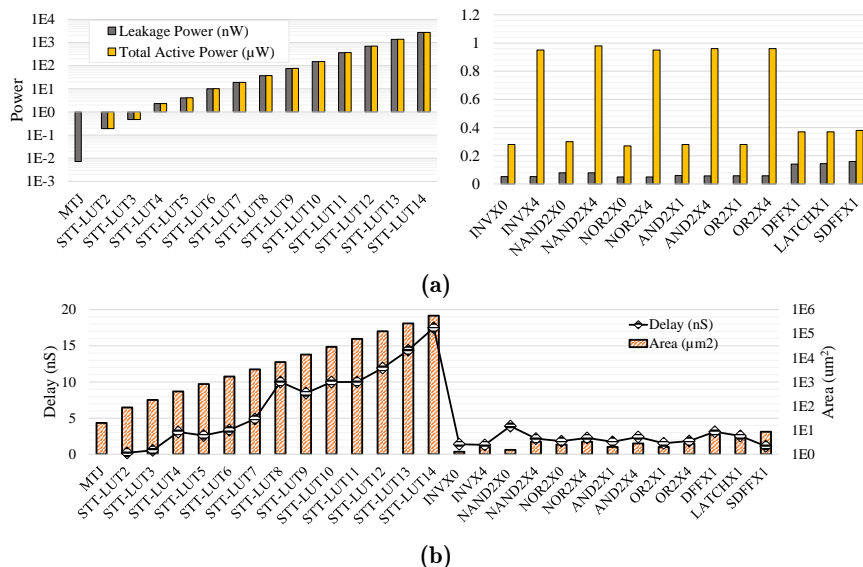 1E4
1E3
1E2
1E1
1E0
1E-1
1E-2
1E-3
Power
Leakage Power (nW)
Total Active Power (µW)
MTJ
STT-LUT2
STT-LUT3
STT-LUT4
STT-LUT5
STT-LUT6
STT-LUT7
STT-LUT8
STT-LUT9
STT-LUT10
STT-LUT11
STT-LUT12
STT-LUT13
STT-LUT14
1.2
1
0.8
0.6
0.4
0.2
0
INVX0
INVX4
NAND2X0
NAND2X4
NOR2X0
NOR2X4
AND2X1
AND2X4
OR2X1
OR2X4
DFFX1
LATCHX1
SDFFX1
(a)
20
15
10
5
0
Delay (nS)
Delay (nS)
Area (µm2)
1E6
1E5
1E4
1E3
1E2
1E1
1E0
Area (um²)
MTJ
STT-LUT2
STT-LUT3
STT-LUT4
STT-LUT5
STT-LUT6
STT-LUT7
STT-LUT8
STT-LUT9
STT-LUT10
STT-LUT11
STT-LUT12
STT-LUT13
STT-LUT14
INVX0
INVX4
NAND2X0
NAND2X4
NOR2X0
NOR2X4
AND2X1
AND2X4
OR2X1
OR2X4
DFFX1
LATCHX1
SDFFX1
(b)